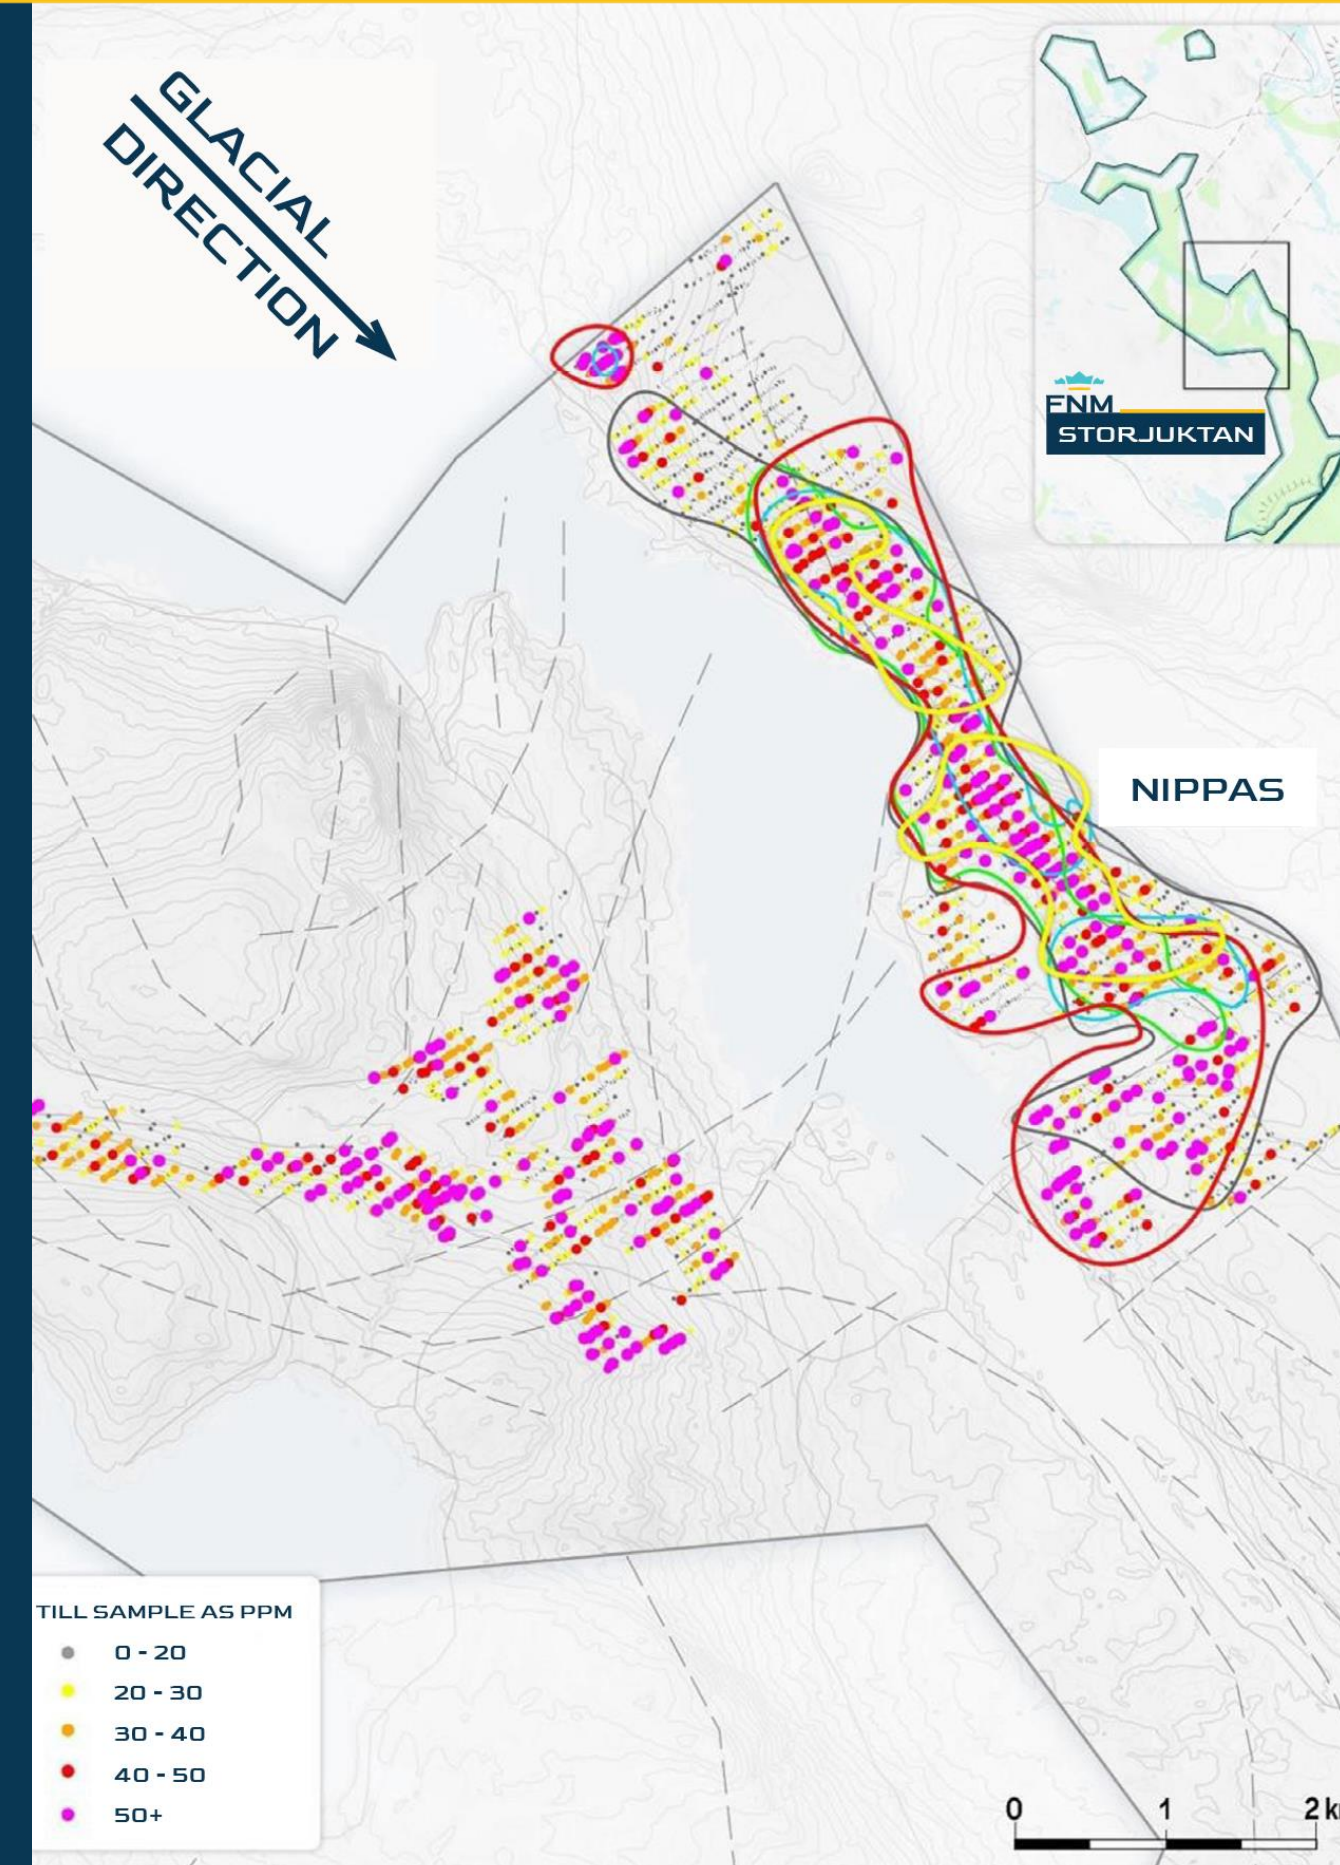 GLACIAL
DIRECTION
FNM
STORJUKTAN
NIPPAS
TILL SAMPLE AS PPM
0 - 20
20 - 30
30 - 40
40 - 50
50+
0 1 2 k